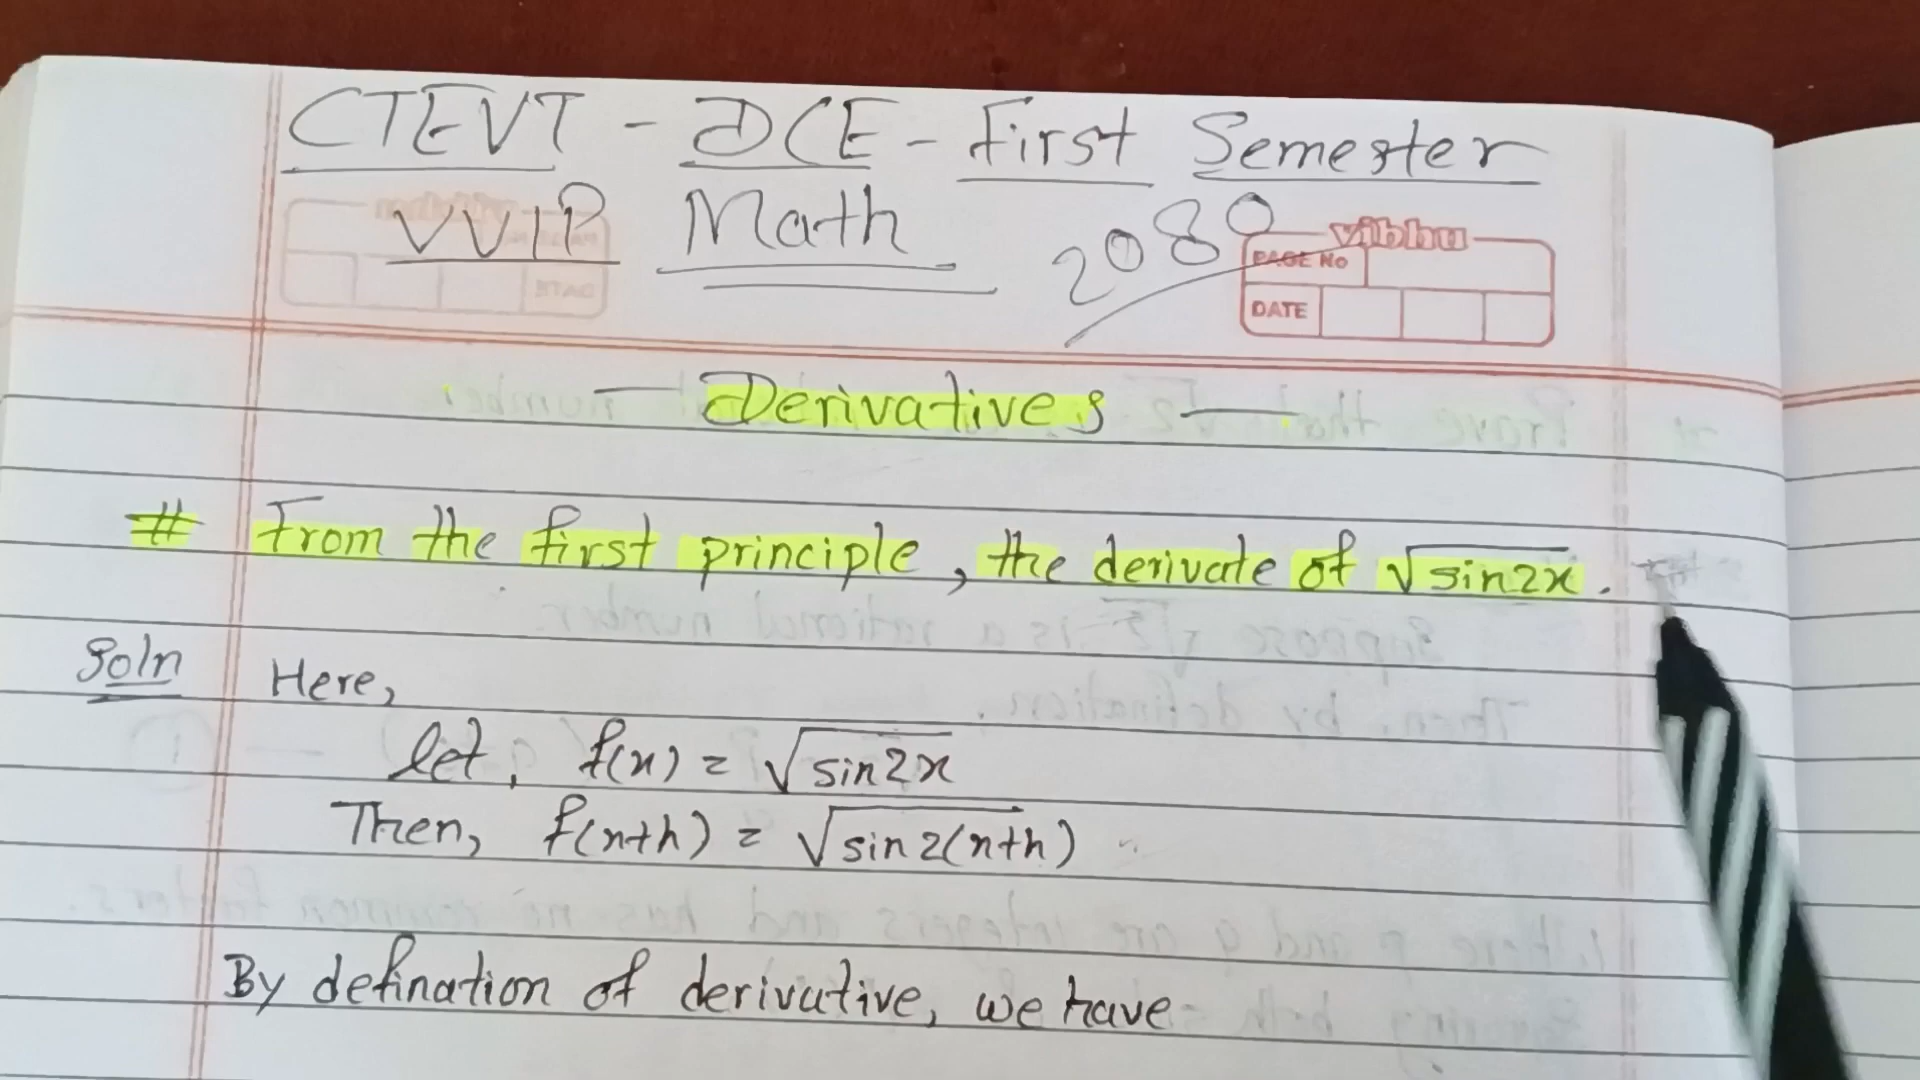 CTEVT - DCE - First Semester
VVIP Math 2080
vibhu
PAGE No
DATE
Derivatives
# From the first principle, the derivate of √sin2x.
Soln Here,
let, f(x) = √sin2x
Then, f(x+h) = √sin2(x+h)
By defination of derivative, we have